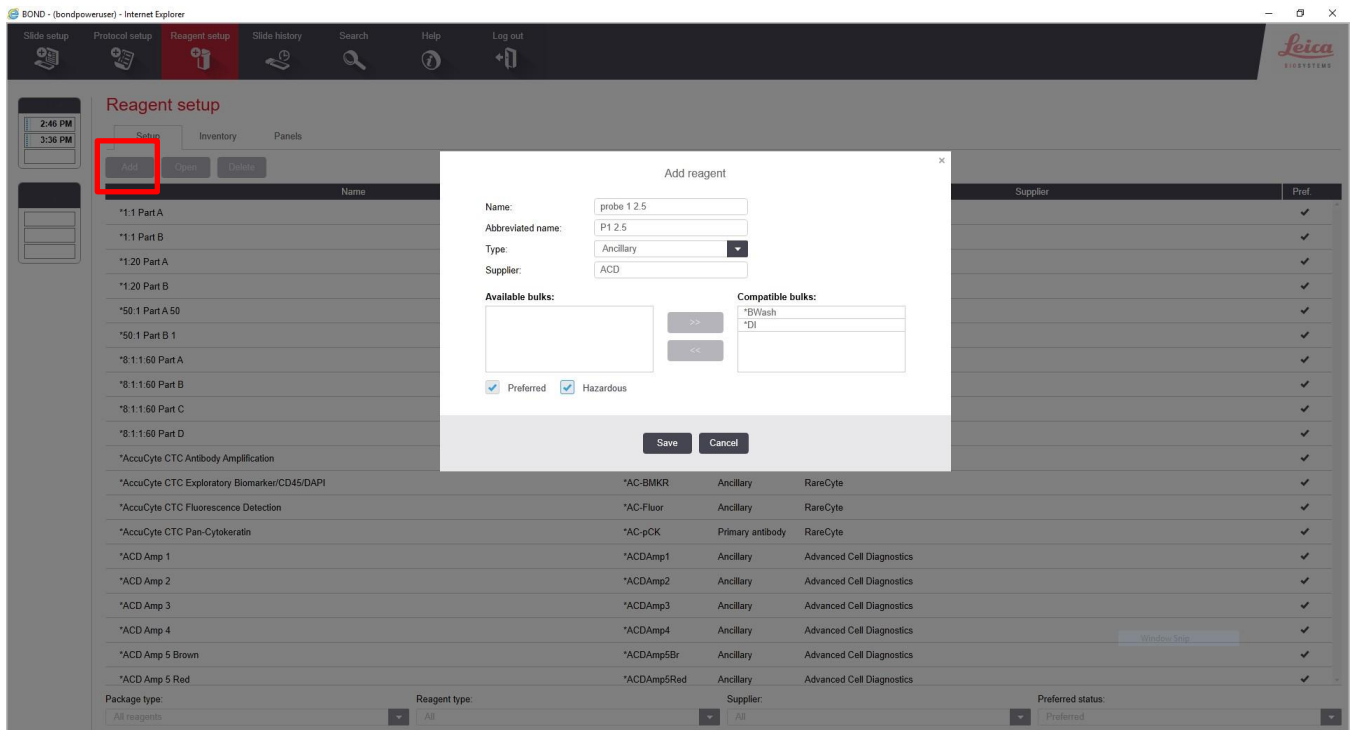 BOND - (bondpoweruser) - Internet Explorer
Slide setup Protocol setup Reagent setup Slide history Search Help Log out
Leica
BIOSYSTEMS
Reagent setup
2:46 PM
3:36 PM
Setup Inventory Panels
Add Open Delete
Name Supplier Pref.
*1:1 Part A
*1:1 Part B
*1:20 Part A
*1:20 Part B
*50:1 Part A 50
*50:1 Part B 1
*8:1:1:60 Part A
*8:1:1:60 Part B
*8:1:1:60 Part C
*8:1:1:60 Part D
*AccuCyte CTC Antibody Amplification
Add reagent
Name: probe 1 2.5
Abbreviated name: P1 2.5
Type: Ancillary
Supplier: ACD
Available bulks: Compatible bulks:
*BWash
*DI
>>
<<
Preferred Hazardous
Save Cancel
*AccuCyte CTC Exploratory Biomarker/CD45/DAPI *AC-BMKR Ancillary RareCyte
*AccuCyte CTC Fluorescence Detection *AC-Fluor Ancillary RareCyte
*AccuCyte CTC Pan-Cytokeratin *AC-pCK Primary antibody RareCyte
*ACD Amp 1 *ACDAmp1 Ancillary Advanced Cell Diagnostics
*ACD Amp 2 *ACDAmp2 Ancillary Advanced Cell Diagnostics
*ACD Amp 3 *ACDAmp3 Ancillary Advanced Cell Diagnostics
*ACD Amp 4 *ACDAmp4 Ancillary Advanced Cell Diagnostics
Window Snip
*ACD Amp 5 Brown *ACDAmp5Br Ancillary Advanced Cell Diagnostics
*ACD Amp 5 Red *ACDAmp5Red Ancillary Advanced Cell Diagnostics
Package type: Reagent type: Supplier: Preferred status:
All reagents All All Preferred